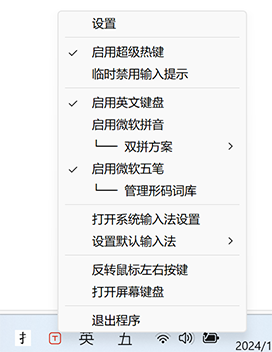 设置
启用超级热键
临时禁用输入提示
启用英文键盘
启用微软拼音
双拼方案
启用微软五笔
管理形码词库
打开系统输入法设置
设置默认输入法
反转鼠标左右按键
打开屏幕键盘
退出程序
扌 T 英 五
2024/1